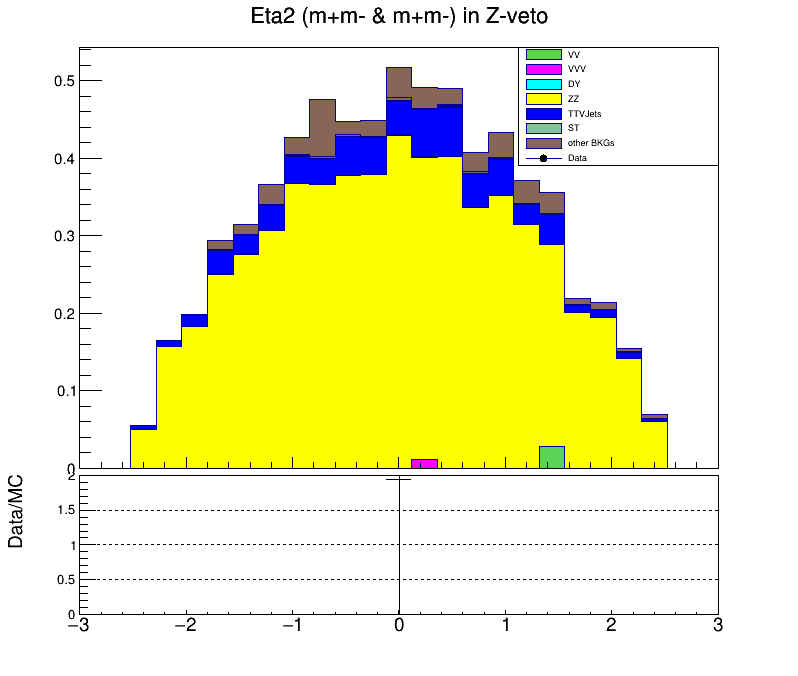 Eta2 (m+m- & m+m-) in Z-veto
VV
VVV
DY
ZZ
TTVJets
ST
other BKGs
Data
0.5
0.4
0.3
0.2
0.1
0
Data/MC
2
1.5
1
0.5
0
−3 −2 −1 0 1 2 3